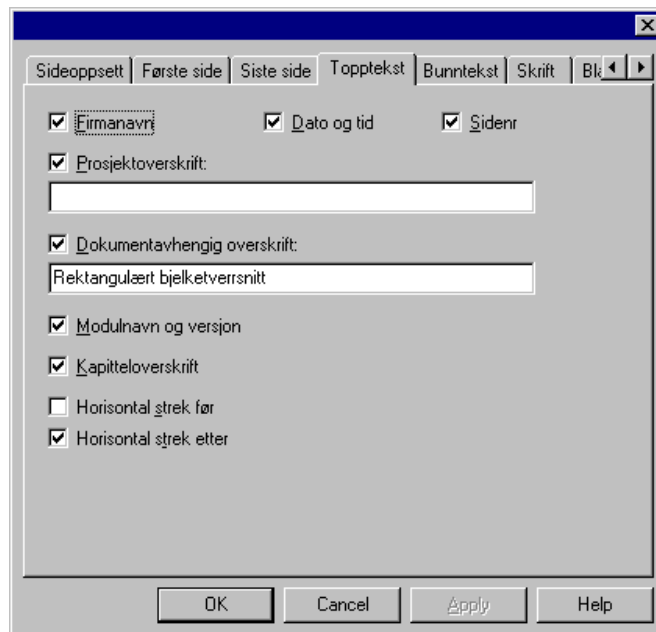 Sideoppsett Første side Siste side Topptekst Bunntekst Skrift
Firmanavn Dato og tid Sidenr
Prosjektoverskrift:
Dokumentavhengig overskrift:
Rektangulært bjelketverrsnitt
Modulnavn og versjon
Kapitteloverskrift
Horisontal strek før
Horisontal strek etter
OK Cancel Apply Help